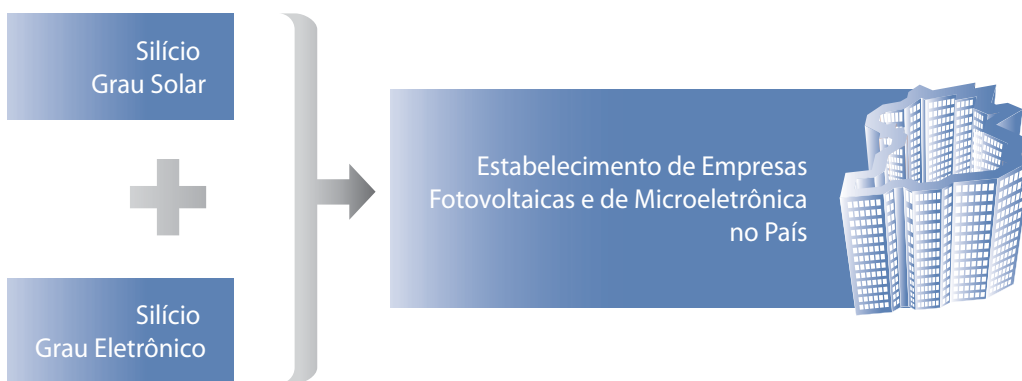 Silício
Grau Solar
Estabelecimento de Empresas
Fotovoltaicas e de Microeletrônica
no País
Silício
Grau Eletrônico